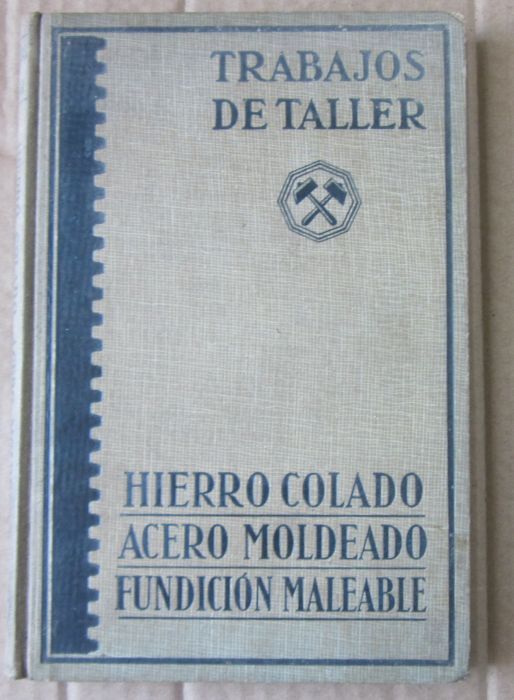 TRABAJOS
DE TALLER
HIERRO COLADO
ACERO MOLDEADO
FUNDICIÓN MALEABLE